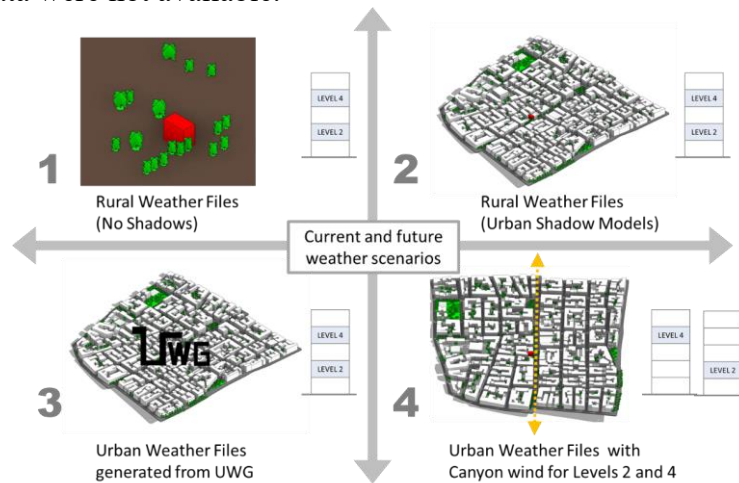 LEVEL 4
LEVEL 2
1
Rural Weather Files
(No Shadows)
LEVEL 4
LEVEL 2
2
Rural Weather Files
(Urban Shadow Models)
Current and future
weather scenarios
UWG
LEVEL 4
LEVEL 2
3
Urban Weather Files
generated from UWG
LEVEL 4
LEVEL 2
4
Urban Weather Files with
Canyon wind for Levels 2 and 4